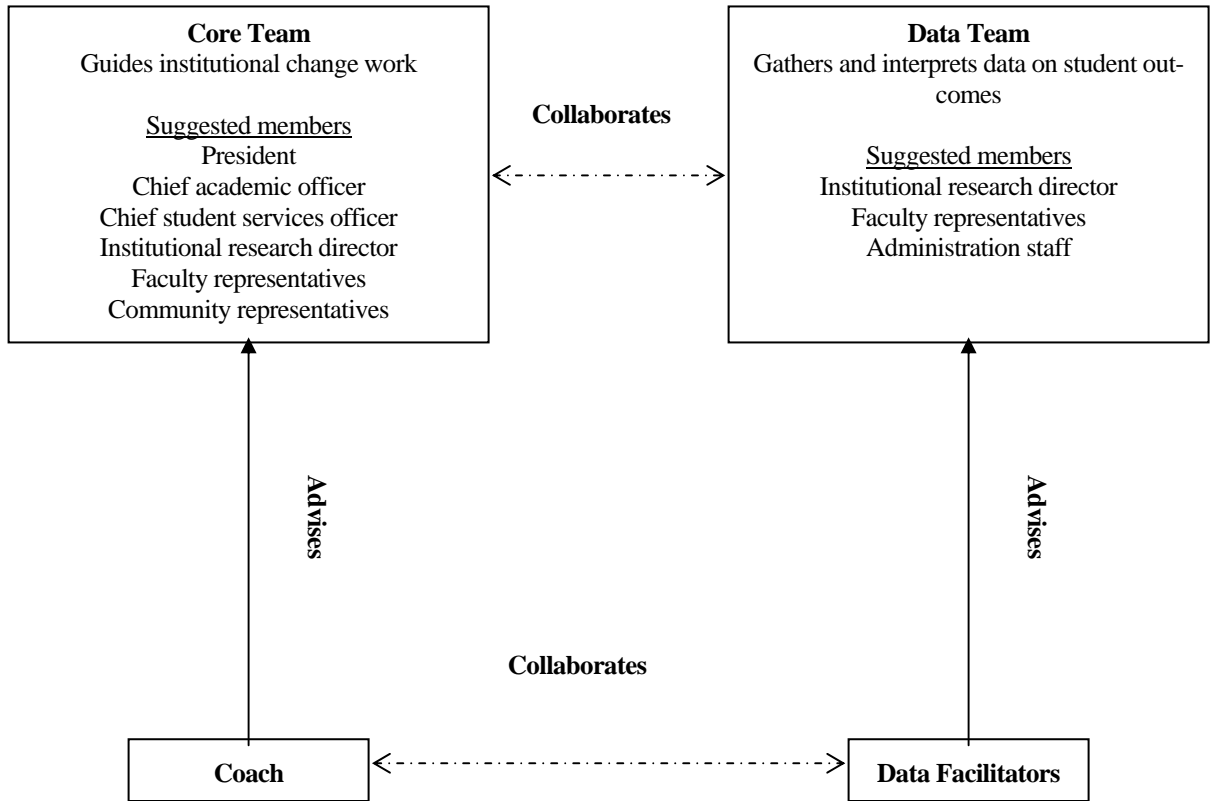 Core Team
Guides institutional change work
Suggested members
President
Chief academic officer
Chief student services officer
Institutional research director
Faculty representatives
Community representatives
Collaborates
Data Team
Gathers and interprets data on student out-
comes
Suggested members
Institutional research director
Faculty representatives
Administration staff
Advises
Advises
Collaborates
Coach
Data Facilitators